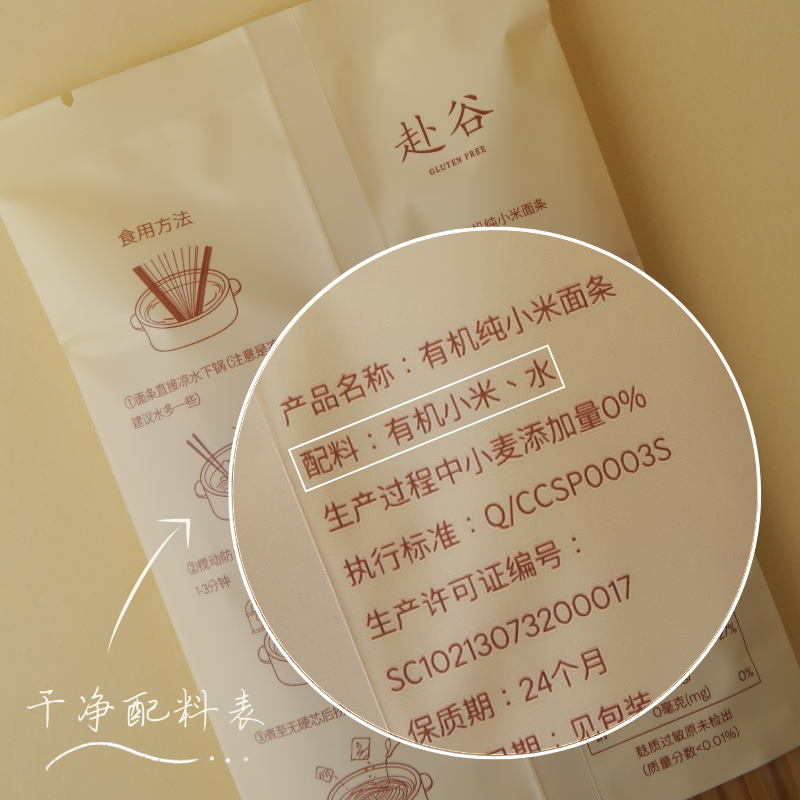 赴谷
GLUTEN FREE
食用方法
机纯小米面条
①面条直接凉水下锅(注意是
建议水多一些)
②搅动防
1-3分钟
③煮至无硬芯后捞
产品名称：有机纯小米面条
配料：有机小米、水
生产过程中小麦添加量0%
执行标准：Q/CCSP0003S
生产许可证编号：
SC10213073200017
保质期：24个月
日期：见包装
27%
0%
0毫克(mg)
麸质过敏原未检出
(质量分数<0.01%)
干净配料表